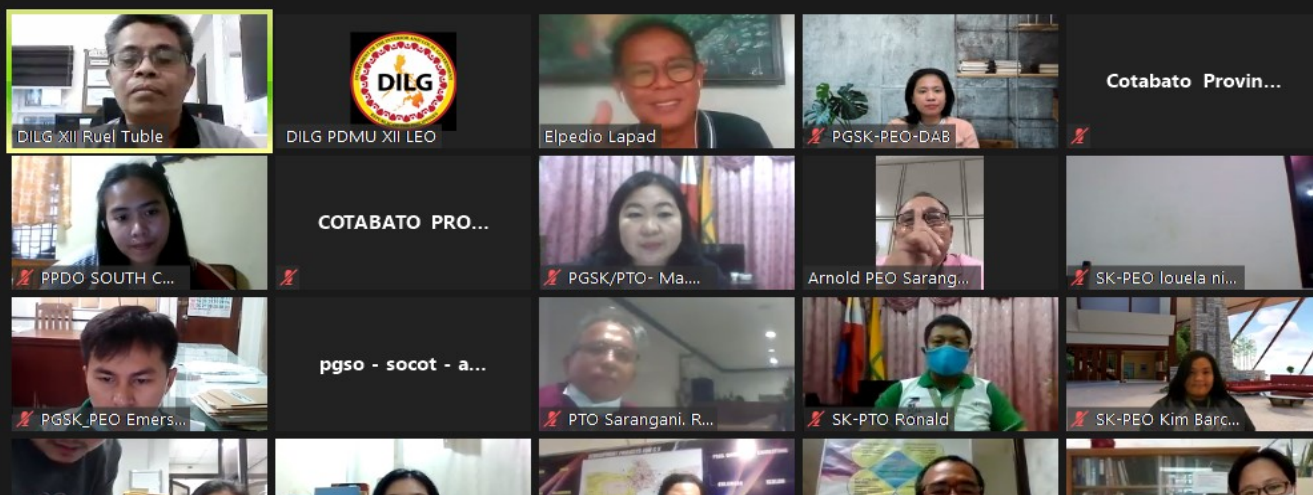 DILG
DILG XII Ruel Tuble
DILG PDMU XII LEO
Elpedio Lapad
PGSK-PEO-DAB
Cotabato Provin...
PPDO SOUTH C...
COTABATO PRO...
PGSK/PTO- Ma....
Arnold PEO Sarang...
SK-PEO louela ni...
PGSK_PEO Emers...
pgso - socot - a...
PTO Sarangani. R...
SK-PTO Ronald
SK-PEO Kim Barc...